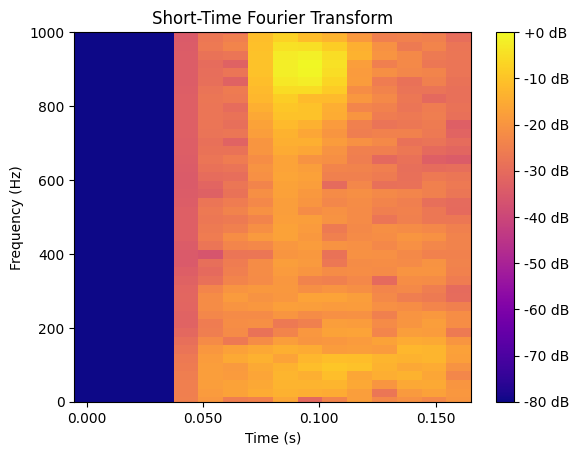 Short-Time Fourier Transform
Frequency (Hz)
1000
800
600
400
200
0
0.000
0.050
0.100
0.150
Time (s)
+0 dB
-10 dB
-20 dB
-30 dB
-40 dB
-50 dB
-60 dB
-70 dB
-80 dB